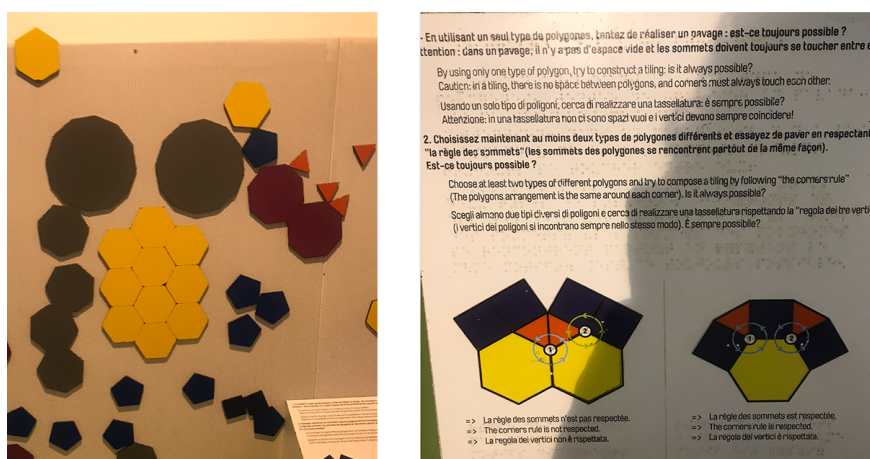 - En utilisant un seul type de polygones, tentez de réaliser un pavage : est-ce toujours possible ?
ttention : dans un pavage, il n'y a pas d'espace vide et les sommets doivent toujours se toucher entre e
By using only one type of polygon, try to construct a tiling: is it always possible?
Caution: in a tiling, there is no space between polygons, and corners must always touch each other.
Usando un solo tipo di poligoni, cerca di realizzare una tassellatura: è sempre possibile?
Attenzione: in una tassellatura non ci sono spazi vuoi e i vertici devono sempre coincidere!
2. Choisissez maintenant au moins deux types de polygones différents et essayez de paver en respectant
"la règle des sommets" (les sommets des polygones se rencontrent partout de la même façon).
Est-ce toujours possible ?
Choose at least two types of different polygons and try to compose a tiling by following "the corners rule"
(The polygons arrangement is the same around each corner). Is it always possible?
Scegli almeno due tipi diversi di poligoni e cerca di realizzare una tassellatura rispettando la "regola dei tre verti
(i vertici dei poligoni si incontrano sempre nello stesso modo). È sempre possibile?
1 2 1 2
=> La règle des sommets n'est pas respectée.
=> The corners rule is not respected.
=> La regola dei vertici non è rispettata.
=> La règle des sommets est respectée.
=> The corners rule is respected.
=> La regola dei vertici è rispettata.